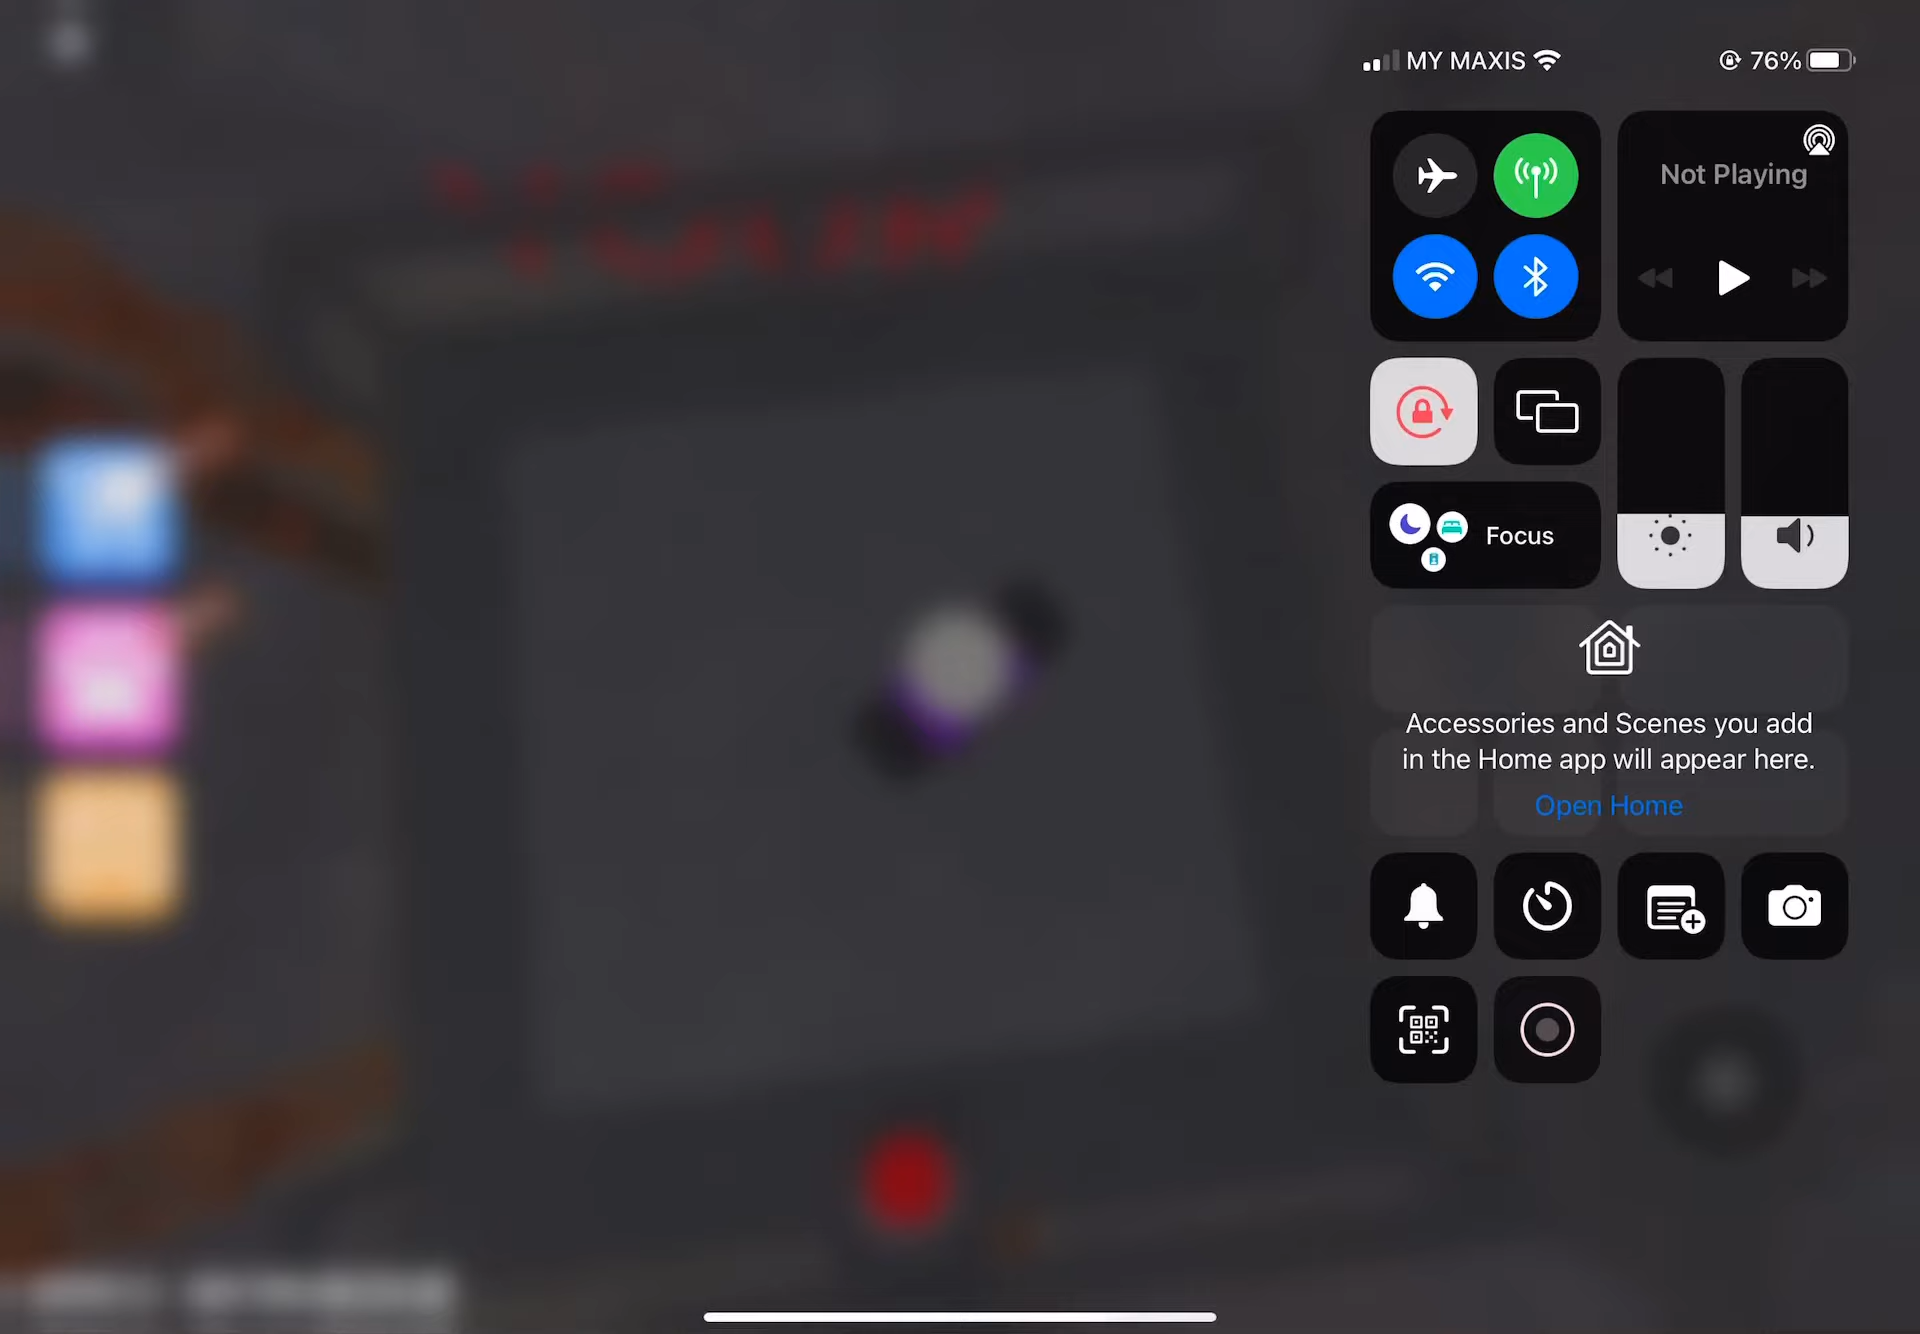 MY MAXIS
76%
Not Playing
Focus
Accessories and Scenes you add
in the Home app will appear here.
Open Home